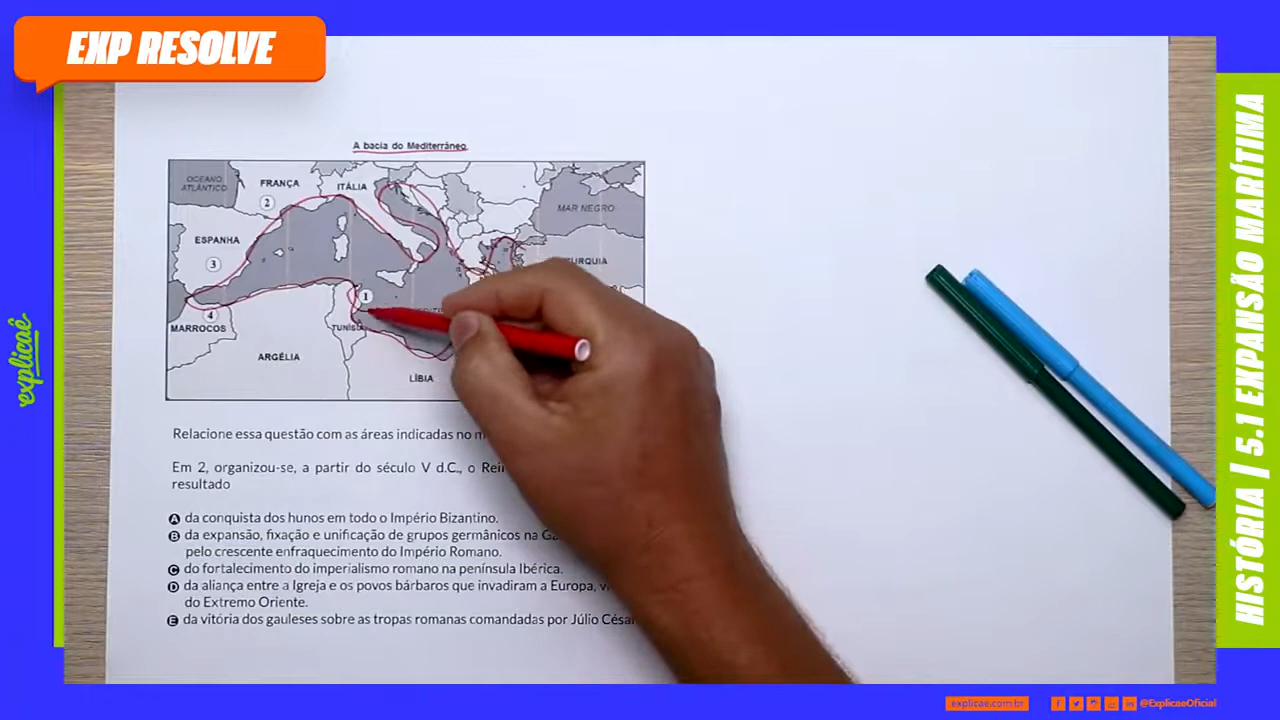 EXP RESOLVE
A bacia do Mediterrâneo
OCEANO
ATLÂNTICO
FRANÇA
ITÁLIA
2
MAR NEGRO
ESPANHA
3
1
4
MARROCOS
TUNÍSIA
ARGÉLIA
LÍBIA
Relacione essa questão com as áreas indicadas no
Em 2, organizou-se, a partir do século V d.C., o
resultado
A da conquista dos hunos em todo o Império Bizantino.
B da expansão, fixação e unificação de grupos germânicos na
pelo crescente enfraquecimento do Império Romano.
C do fortalecimento do imperialismo romano na península Ibérica.
D da aliança entre a Igreja e os povos bárbaros que invadiram a Europa,
do Extremo Oriente.
E da vitória dos gauleses sobre as tropas romanas comandadas por Júlio César
explicaê
HISTÓRIA | 5.1 EXPANSÃO MARÍTIMA
explicae.com.br
@ExplicaeOficial